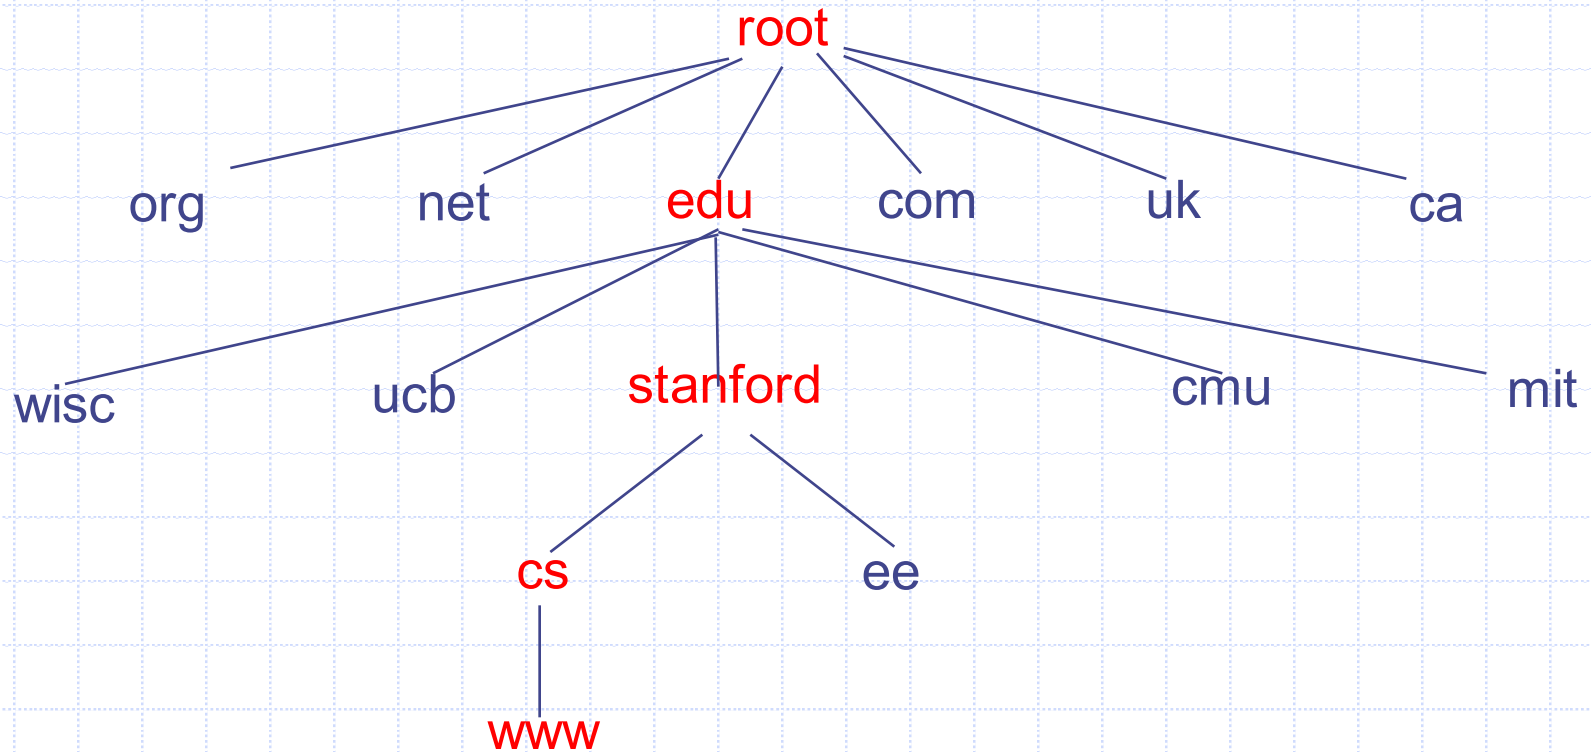 root
org net edu com uk ca
wisc ucb stanford cmu mit
cs ee
www